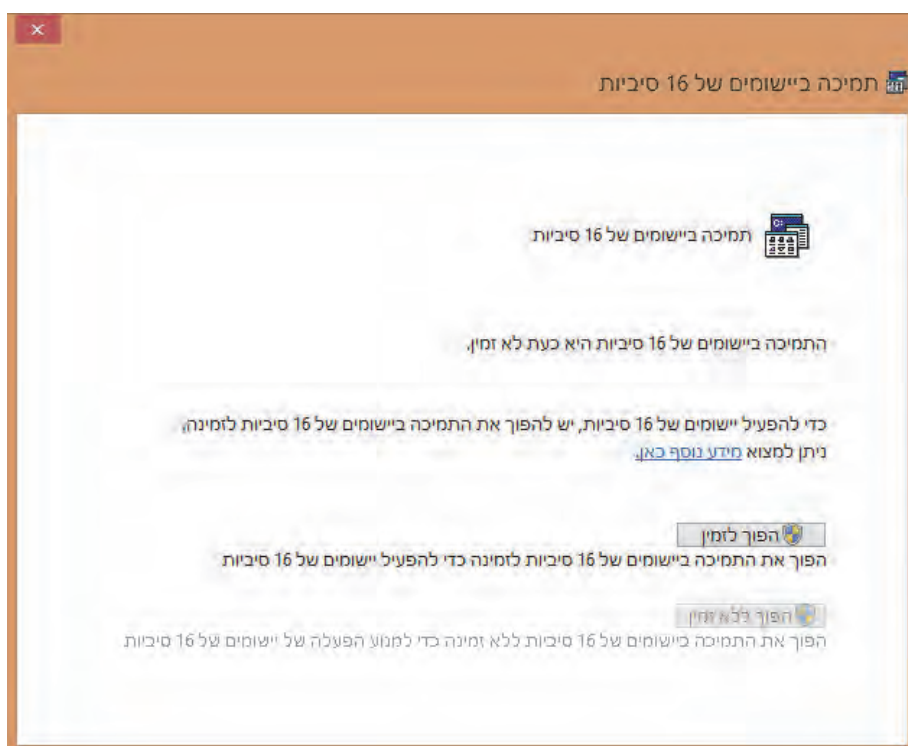 תמיכה ביישומים של 16 סיביות
תמיכה ביישומים של 16 סיביות
התמיכה ביישומים של 16 סיביות היא כעת לא זמין.
כדי להפעיל יישומים של 16 סיביות, יש להפוך את התמיכה ביישומים של 16 סיביות לזמינה.
ניתן למצוא מידע נוסף כאן.
הפוך לזמין
הפוך את התמיכה ביישומים של 16 סיביות לזמינה כדי להפעיל יישומים של 16 סיביות
הפוך ללא זמין
הפוך את התמיכה ביישומים של 16 סיביות ללא זמינה כדי למנוע הפעלה של יישומים של 16 סיביות